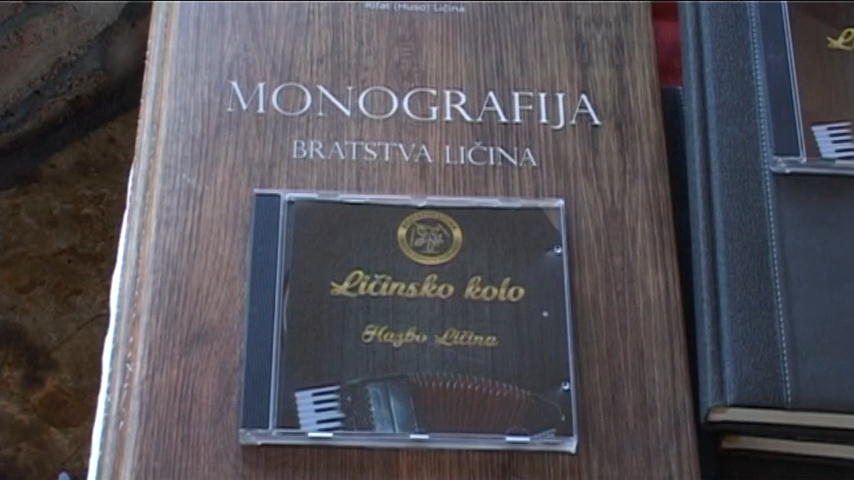 Rifat (Huso) Ličina
MONOGRAFIJA
BRATSTVA LIČINA
Ličinsko kolo
Hazbo Ličina